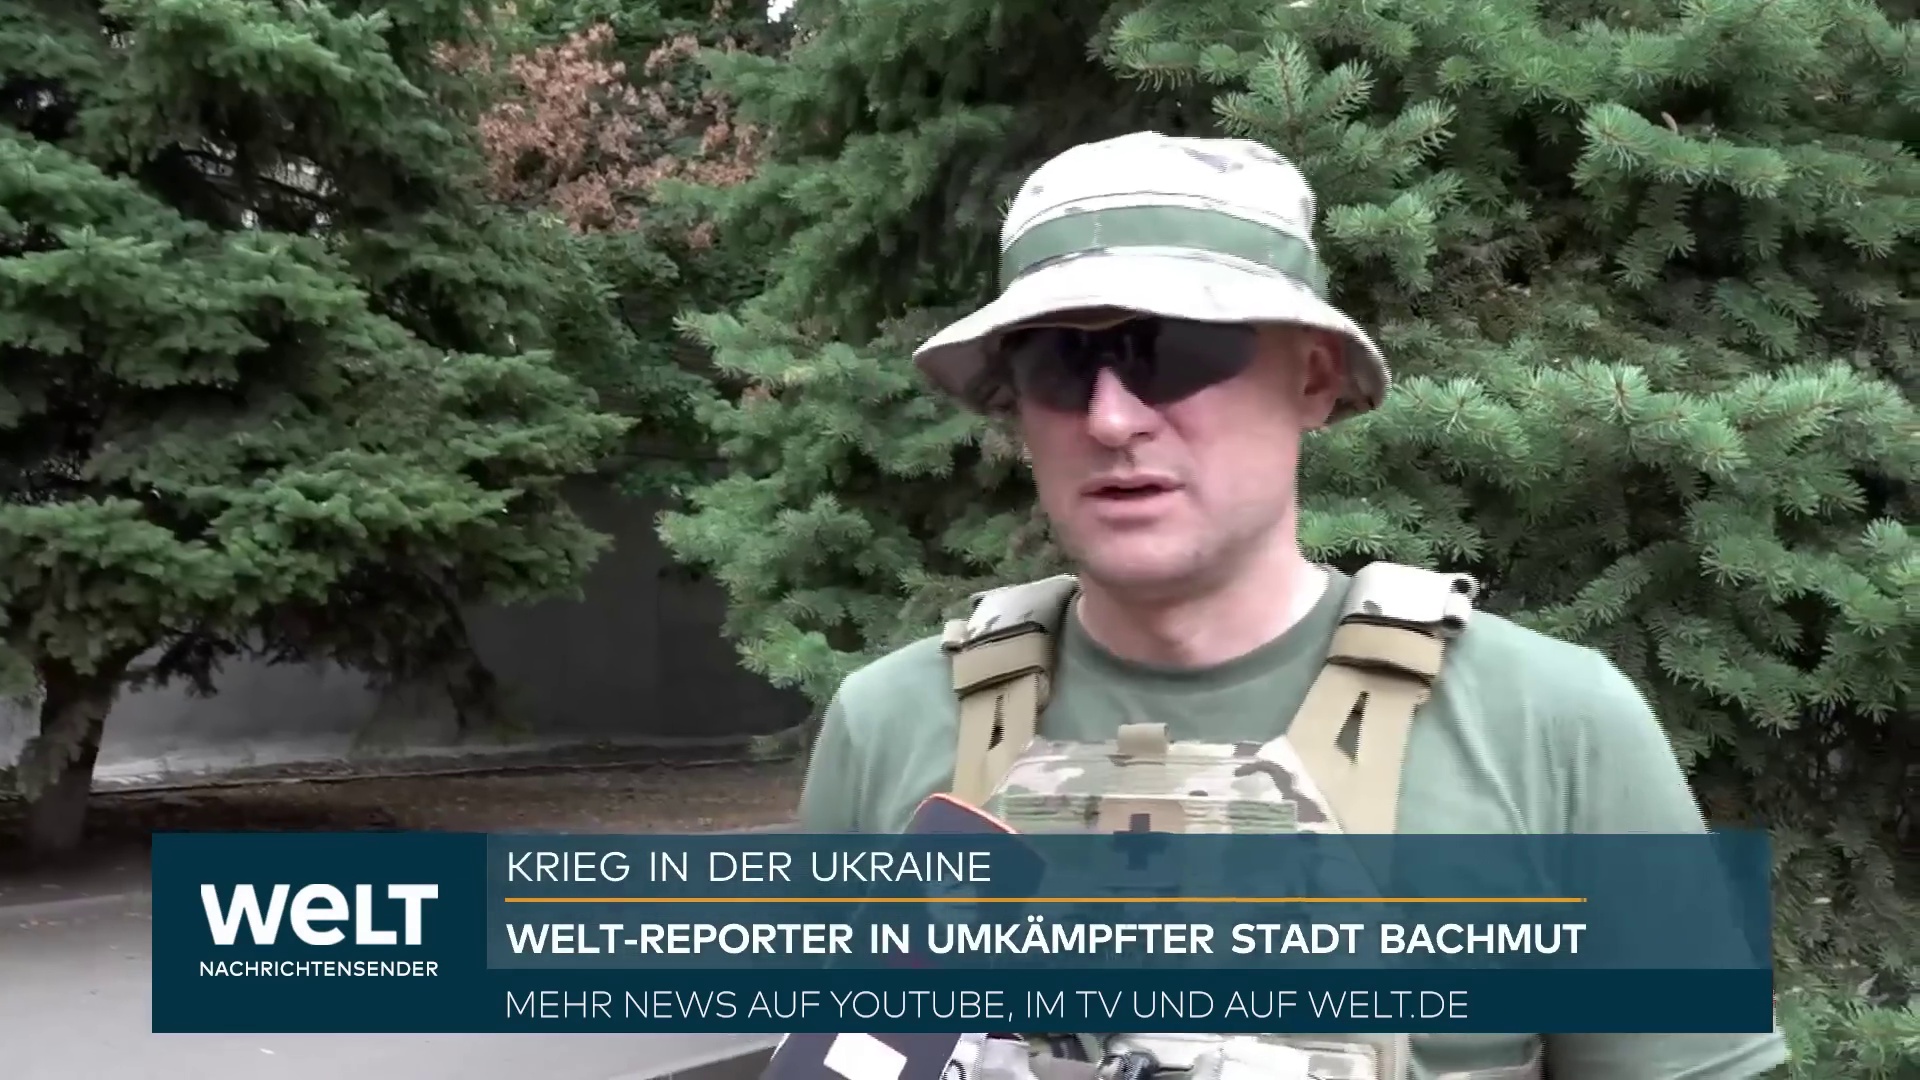 KRIEG IN DER UKRAINE
WELT
NACHRICHTENSENDER
WELT-REPORTER IN UMKÄMPFTER STADT BACHMUT
MEHR NEWS AUF YOUTUBE, IM TV UND AUF WELT.DE